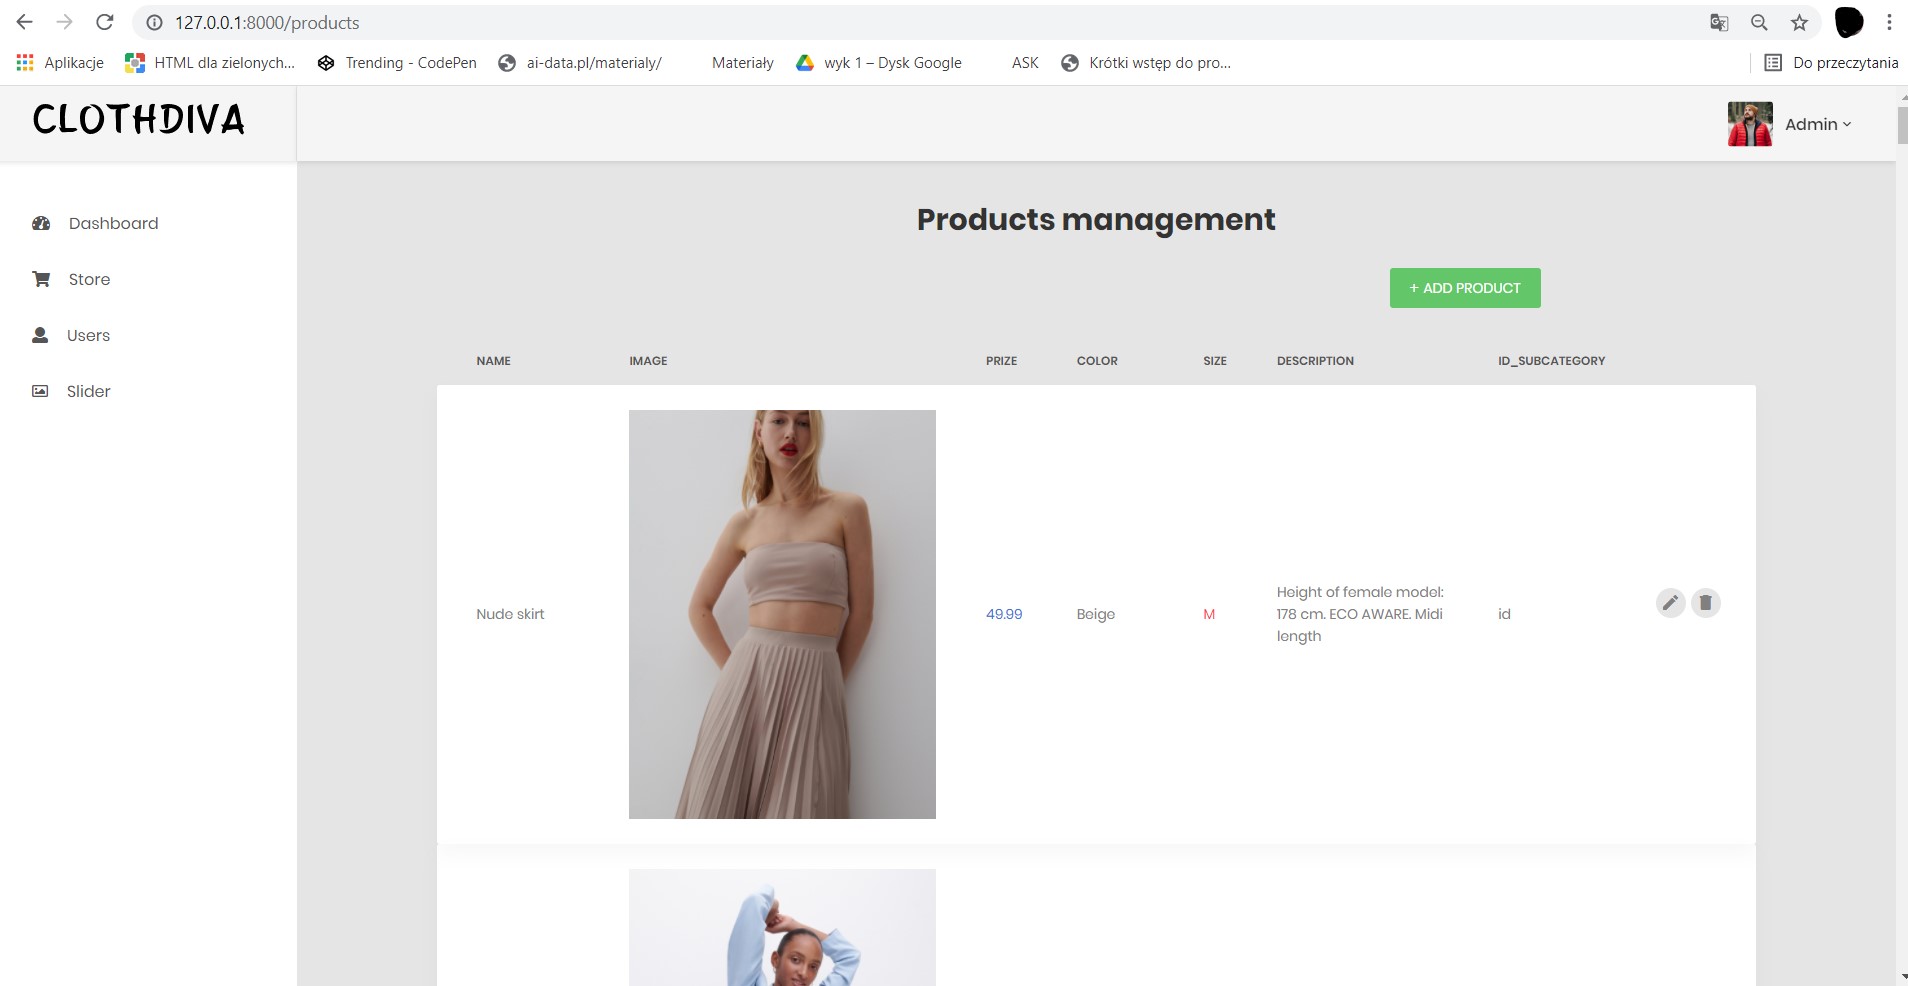 127.0.0.1:8000/products
Aplikacje HTML dla zielonych... Trending - CodePen ai-data.pl/materialy/ Materiały wyk 1 – Dysk Google ASK Krótki wstęp do pro... Do przeczytania
CLOTHDIVA
Admin
Dashboard
Store
Users
Slider
Products management
+ ADD PRODUCT
NAME IMAGE PRIZE COLOR SIZE DESCRIPTION ID_SUBCATEGORY
Nude skirt 49.99 Beige M
Height of female model:
178 cm. ECO AWARE. Midi
length
id